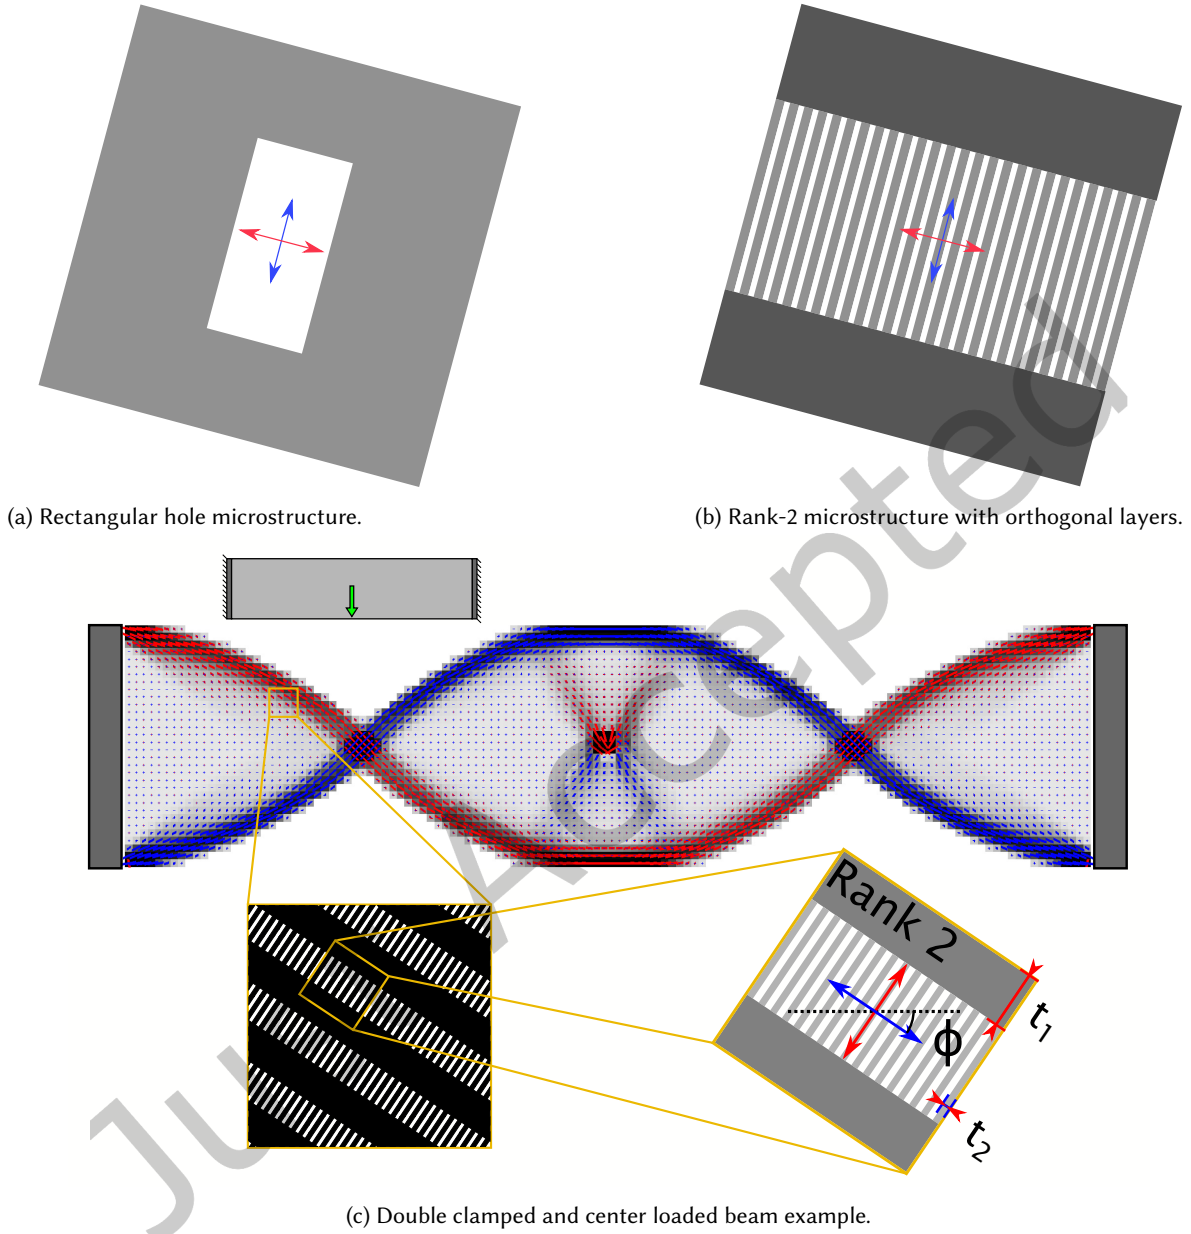 (a) Rectangular hole microstructure.
(b) Rank-2 microstructure with orthogonal layers.
Rank 2
t1
ϕ
t2
(c) Double clamped and center loaded beam example.
Accepted